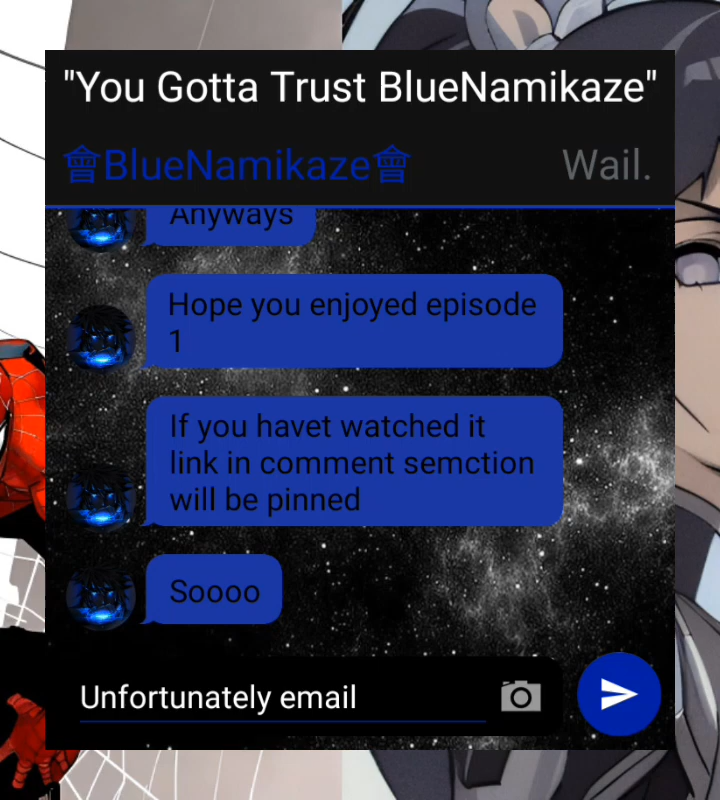 "You Gotta Trust BlueNamikaze"
會BlueNamikaze會 Wail.
Anyways
Hope you enjoyed episode
1
If you havet watched it
link in comment semction
will be pinned
Soooo
Unfortunately email